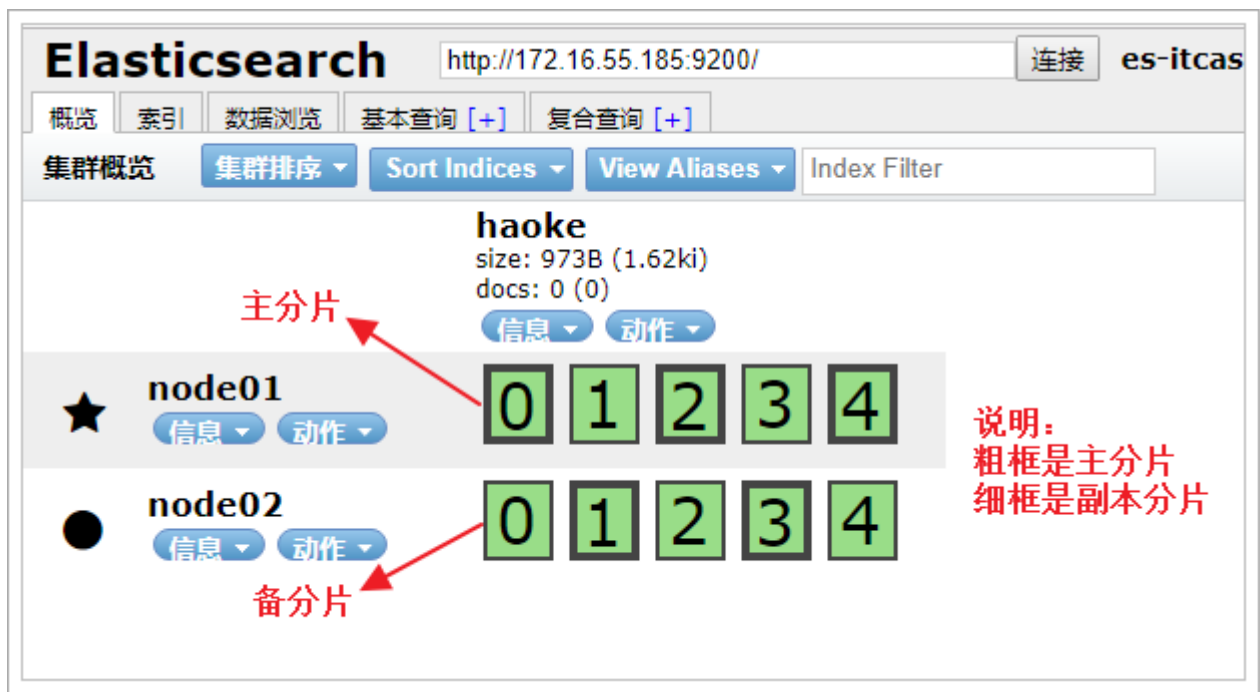 Elasticsearch http://172.16.55.185:9200/ 连接 es-itcas
概览 索引 数据浏览 基本查询 [+] 复合查询 [+]
集群概览 集群排序 Sort Indices View Aliases Index Filter
haoke
size: 973B (1.62ki)
docs: 0 (0)
信息 动作
主分片
node01
信息 动作
0 1 2 3 4
说明：
粗框是主分片
细框是副本分片
node02
信息 动作
0 1 2 3 4
备分片